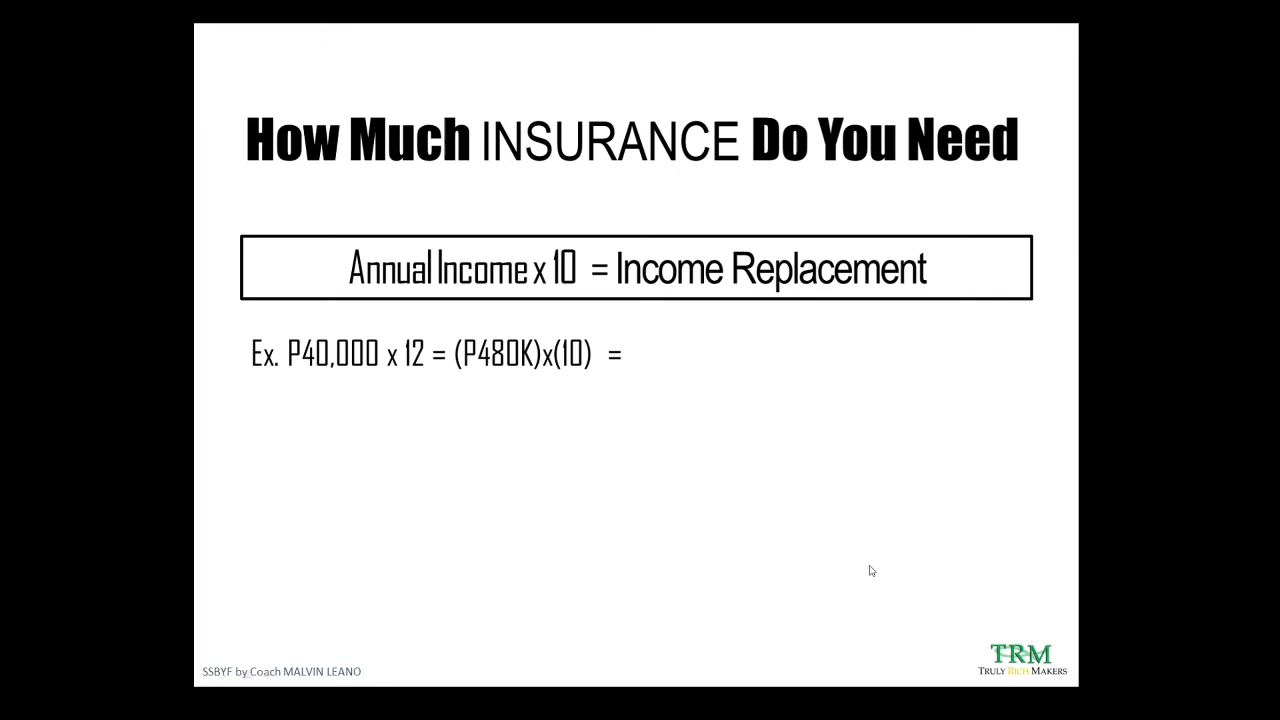 How Much INSURANCE Do You Need
Annual Income x 10 = Income Replacement
Ex. P40,000 x 12 = (P480K)x(10) =
SSBYF by Coach MALVIN LEANO
TRM
TRULY RICH MAKERS